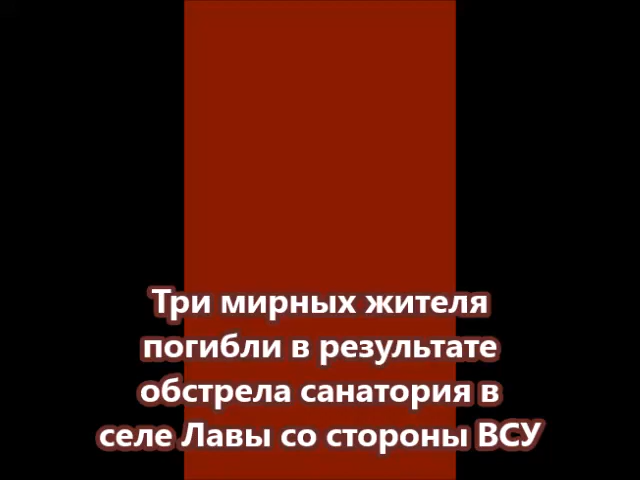 Три мирных жителя
погибли в результате
обстрела санатория в
селе Лавы со стороны ВСУ